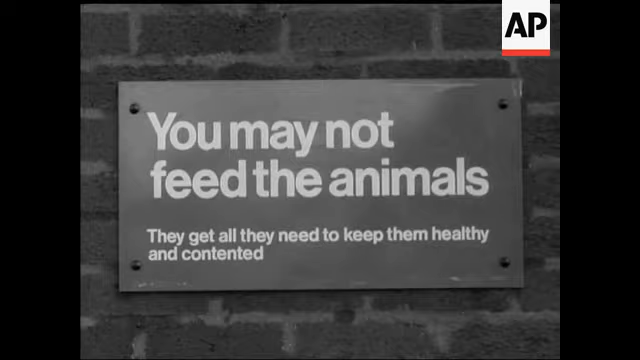 AP
You may not
feed the animals
They get all they need to keep them healthy
and contented